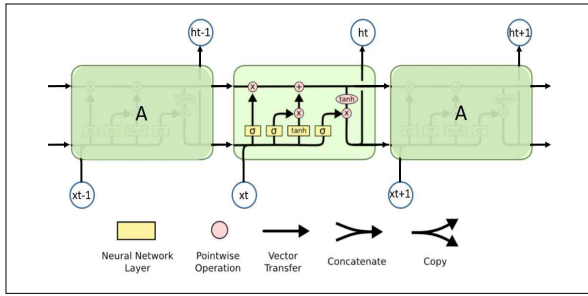 ht-1
ht
ht+1
A
x
+
tanh
A
x
x
σ
σ
tanh
σ
xt-1
xt
xt+1
Neural Network
Layer
Pointwise
Operation
Vector
Transfer
Concatenate
Copy